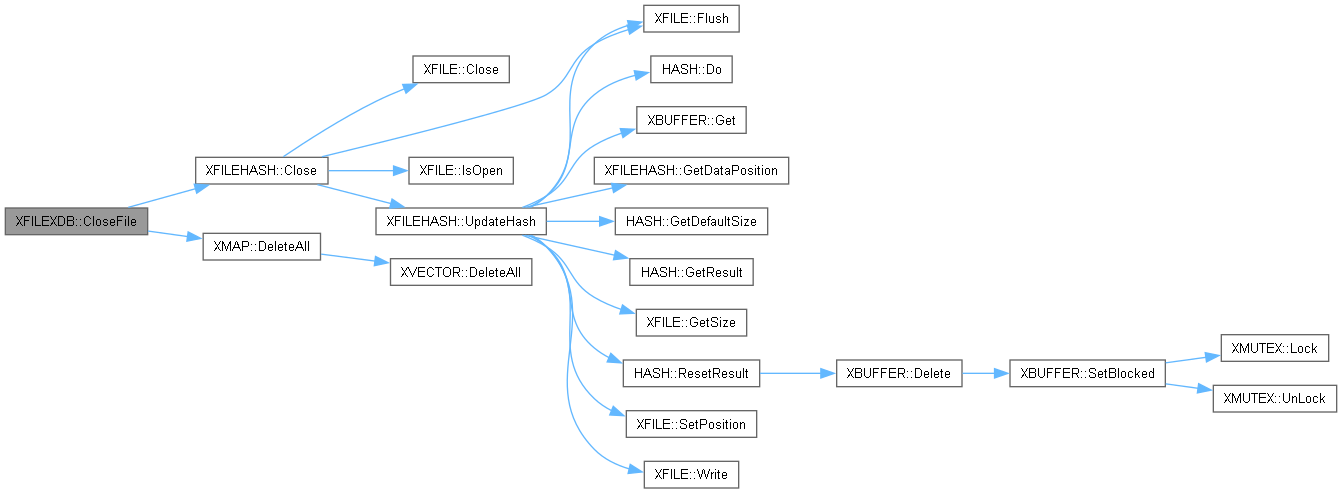 XFILEXDB::CloseFile
XFILEHASH::Close
XMAP::DeleteAll
XFILE::Close
XFILE::IsOpen
XFILEHASH::UpdateHash
XVECTOR::DeleteAll
XFILE::Flush
HASH::Do
XBUFFER::Get
XFILEHASH::GetDataPosition
HASH::GetDefaultSize
HASH::GetResult
XFILE::GetSize
HASH::ResetResult
XFILE::SetPosition
XFILE::Write
XBUFFER::Delete
XBUFFER::SetBlocked
XMUTEX::Lock
XMUTEX::UnLock